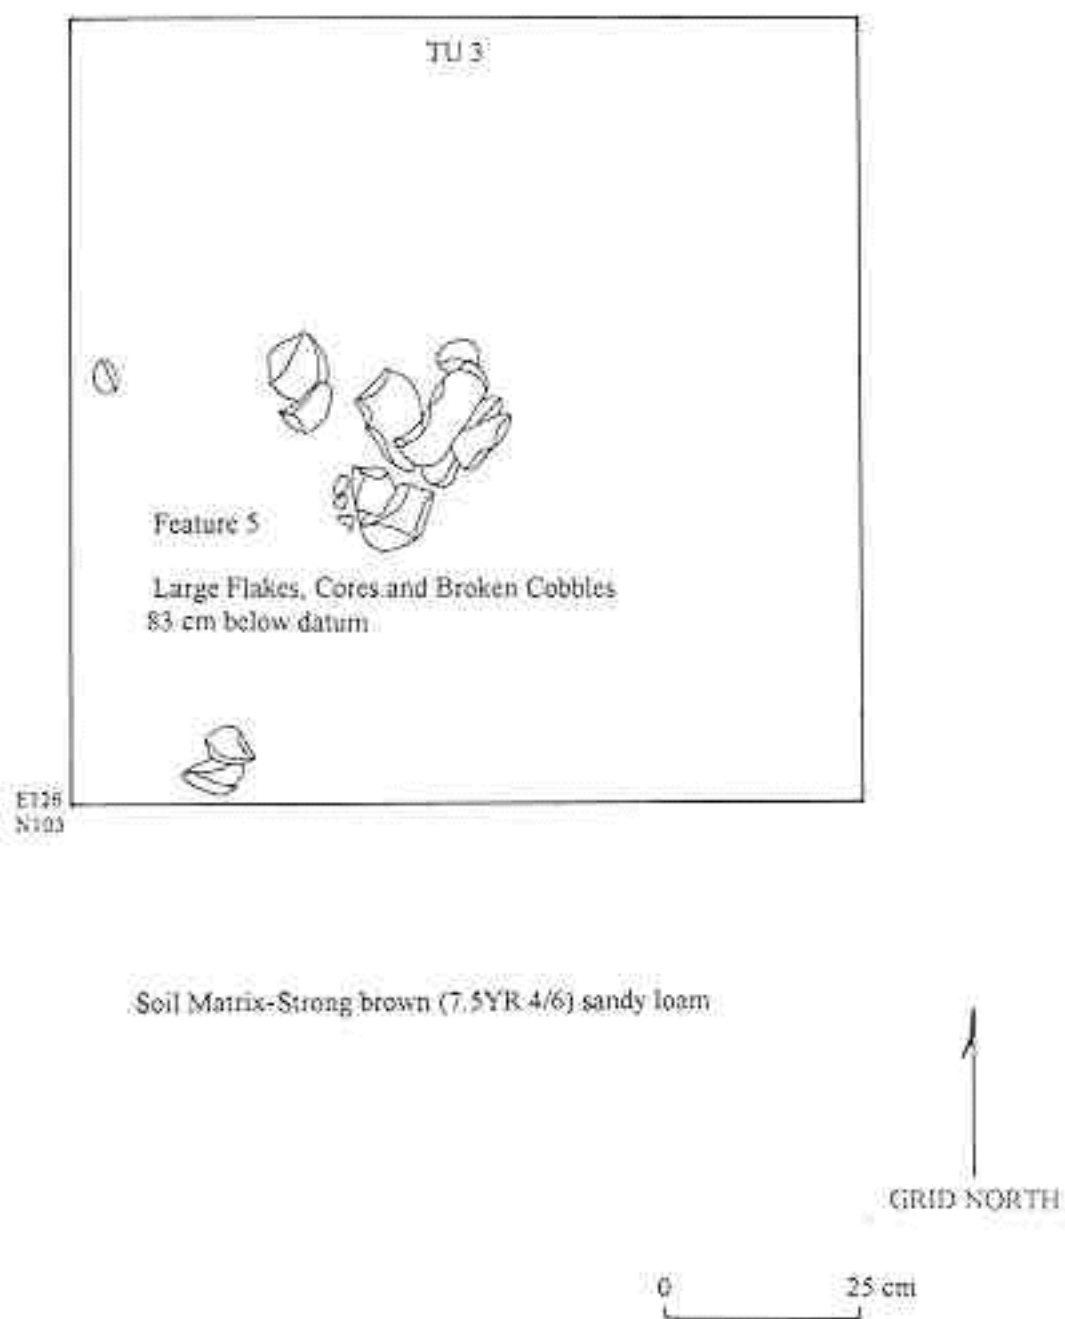 TU 3
Feature 5
Large Flakes, Cores and Broken Cobbles
83 cm below datum
N103
Soil Matrix-Strong brown (7.5YR 4/6) sandy loam
GRID NORTH
0 25 cm